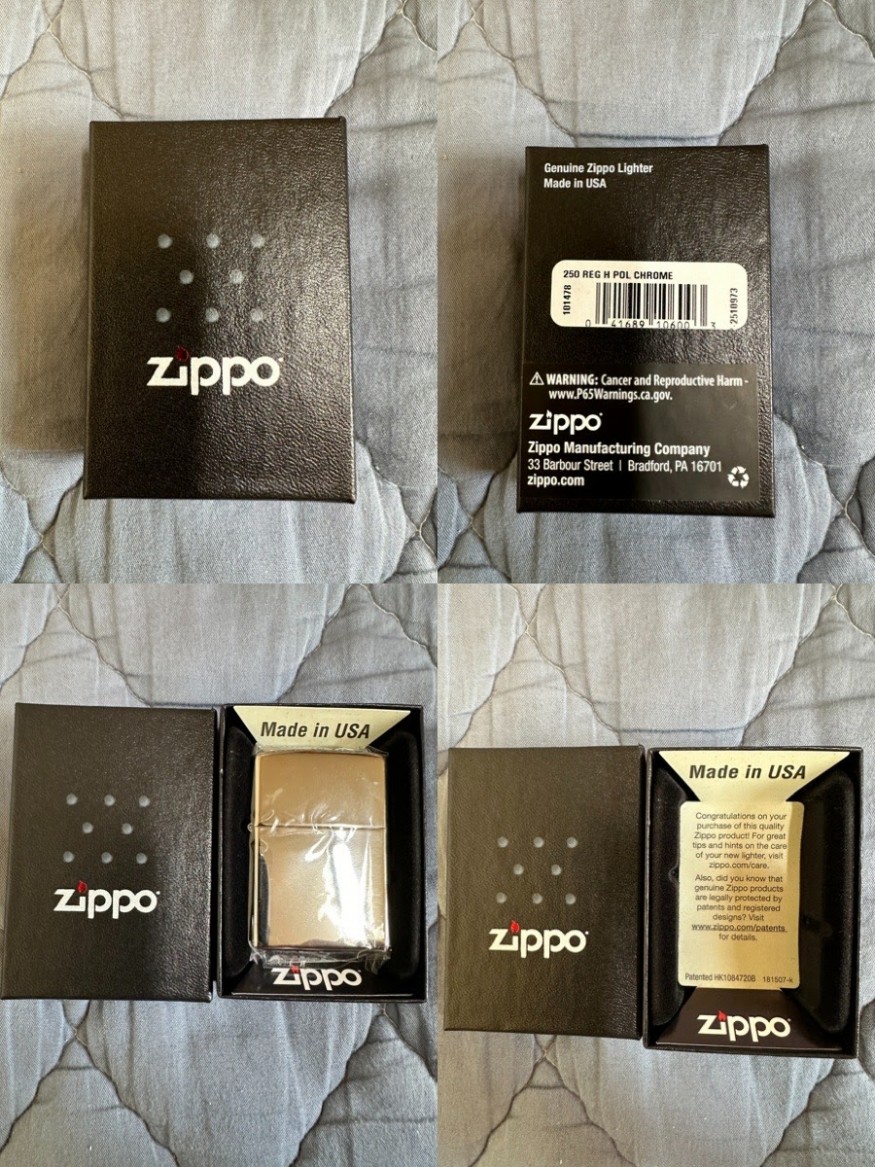 zippo
Genuine Zippo Lighter
Made in USA
250 REG H POL CHROME
101478
0 41689 10600
2510973
⚠ WARNING: Cancer and Reproductive Harm -
www.P65Warnings.ca.gov.
zippo
Zippo Manufacturing Company
33 Barbour Street | Bradford, PA 16701
zippo.com
zippo
Made in USA
zippo
zippo
Made in USA
Congratulations on your
purchase of this quality
Zippo product! For great
tips and hints on the care
of your new lighter, visit
zippo.com/care.
Also, did you know that
genuine Zippo products
are legally protected by
patents and registered
designs? Visit
www.zippo.com/patents
for details.
Patented HK1084720B 181507-k
zippo